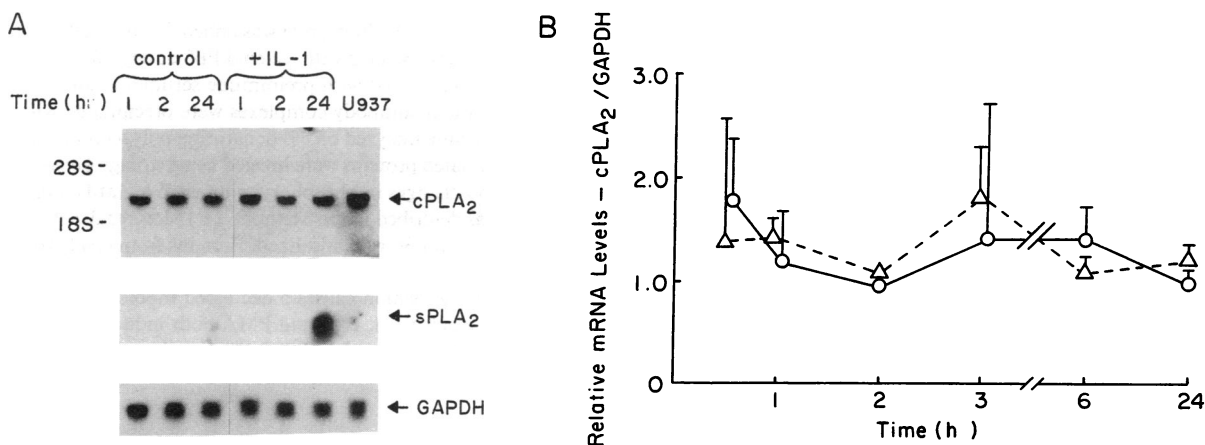 A
control +IL-1
Time (h) 1 2 24 1 2 24 U937
28S-
18S-
←cPLA₂
←sPLA₂
←GAPDH
B
Relative mRNA Levels – cPLA₂/GAPDH
3.0
2.0
1.0
0
1 2 3 6 24
Time (h )